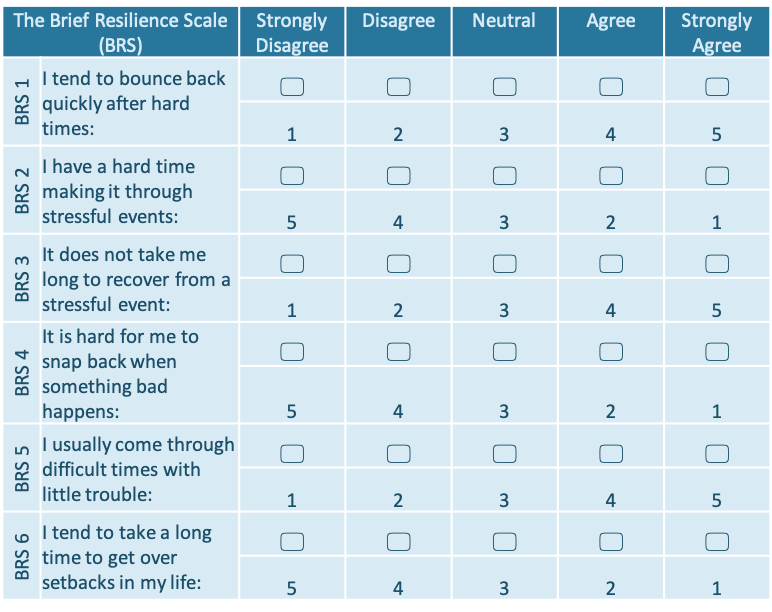 The Brief Resilience Scale (BRS) Strongly Disagree Disagree Neutral Agree Strongly Agree
BRS 1
I tend to bounce back
quickly after hard
times:
1 2 3 4 5
BRS 2
I have a hard time
making it through
stressful events:
5 4 3 2 1
BRS 3
It does not take me
long to recover from a
stressful event:
1 2 3 4 5
BRS 4
It is hard for me to
snap back when
something bad
happens:
5 4 3 2 1
BRS 5
I usually come through
difficult times with
little trouble:
1 2 3 4 5
BRS 6
I tend to take a long
time to get over
setbacks in my life:
5 4 3 2 1